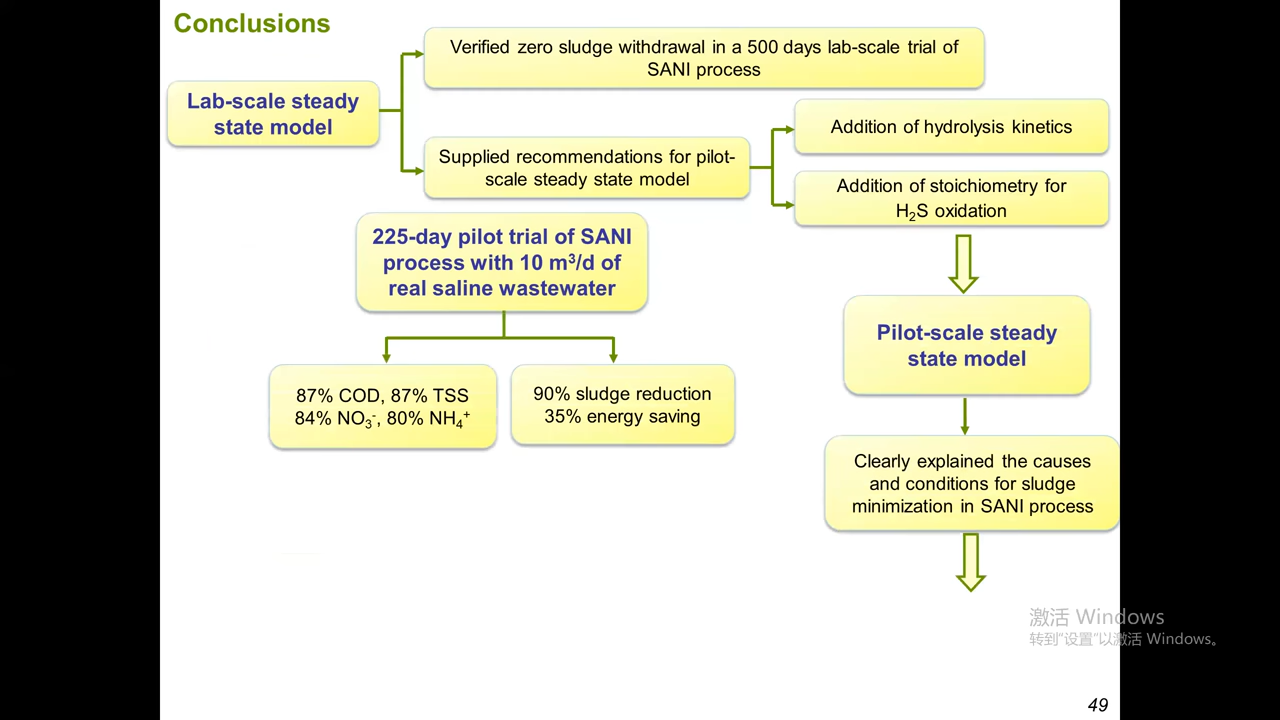 Conclusions
Verified zero sludge withdrawal in a 500 days lab-scale trial of
SANI process
Lab-scale steady
state model
Addition of hydrolysis kinetics
Supplied recommendations for pilot-
scale steady state model
Addition of stoichiometry for
H₂S oxidation
225-day pilot trial of SANI
process with 10 m³/d of
real saline wastewater
Pilot-scale steady
state model
87% COD, 87% TSS
84% NO₃⁻, 80% NH₄⁺
90% sludge reduction
35% energy saving
Clearly explained the causes
and conditions for sludge
minimization in SANI process
激活 Windows
转到“设置”以激活 Windows。
49